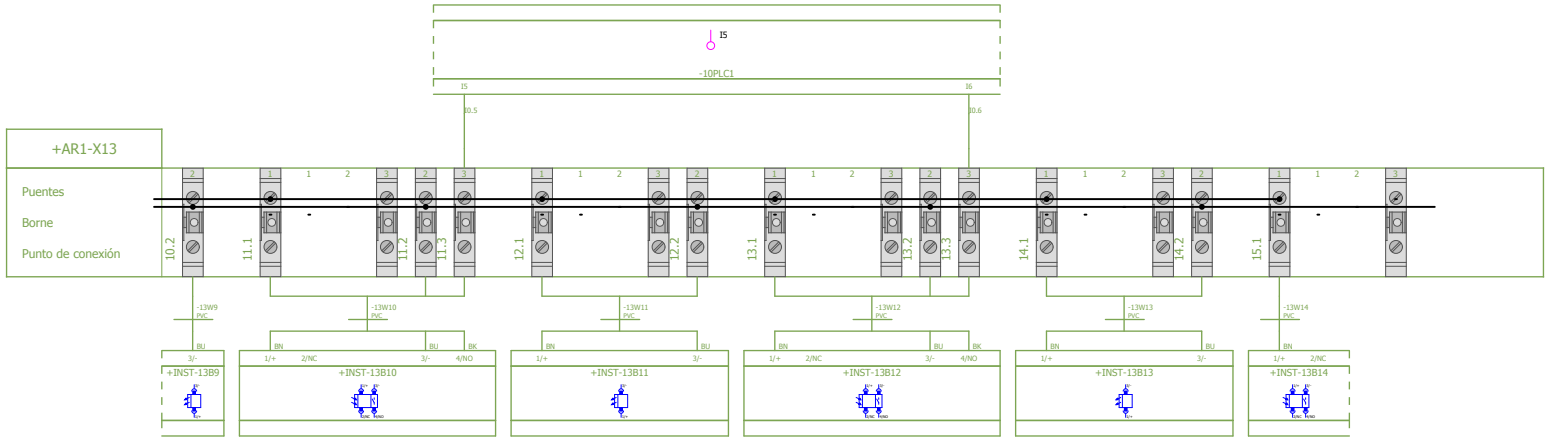 I5
-10PLC1
I5 I6
I0.5 I0.6
+AR1-X13
2 1 1 2 3 2 3 1 1 2 3 2 1 1 2 3 2 3 1 1 2 3 2 1 1 2 3
Puentes
Borne
Punto de conexión
10.2 11.1 11.2 11.3 12.1 12.2 13.1 13.2 13.3 14.1 14.2 15.1
-13W9 -13W10 -13W11 -13W12 -13W13 -13W14
PVC PVC PVC PVC PVC PVC
BU BN BU BK BN BU BN BU BK BN BU BN
3/- 1/+ 2/NC 3/- 4/NO 1/+ 3/- 1/+ 2/NC 3/- 4/NO 1/+ 3/- 1/+ 2/NC
+INST-13B9 +INST-13B10 +INST-13B11 +INST-13B12 +INST-13B13 +INST-13B14